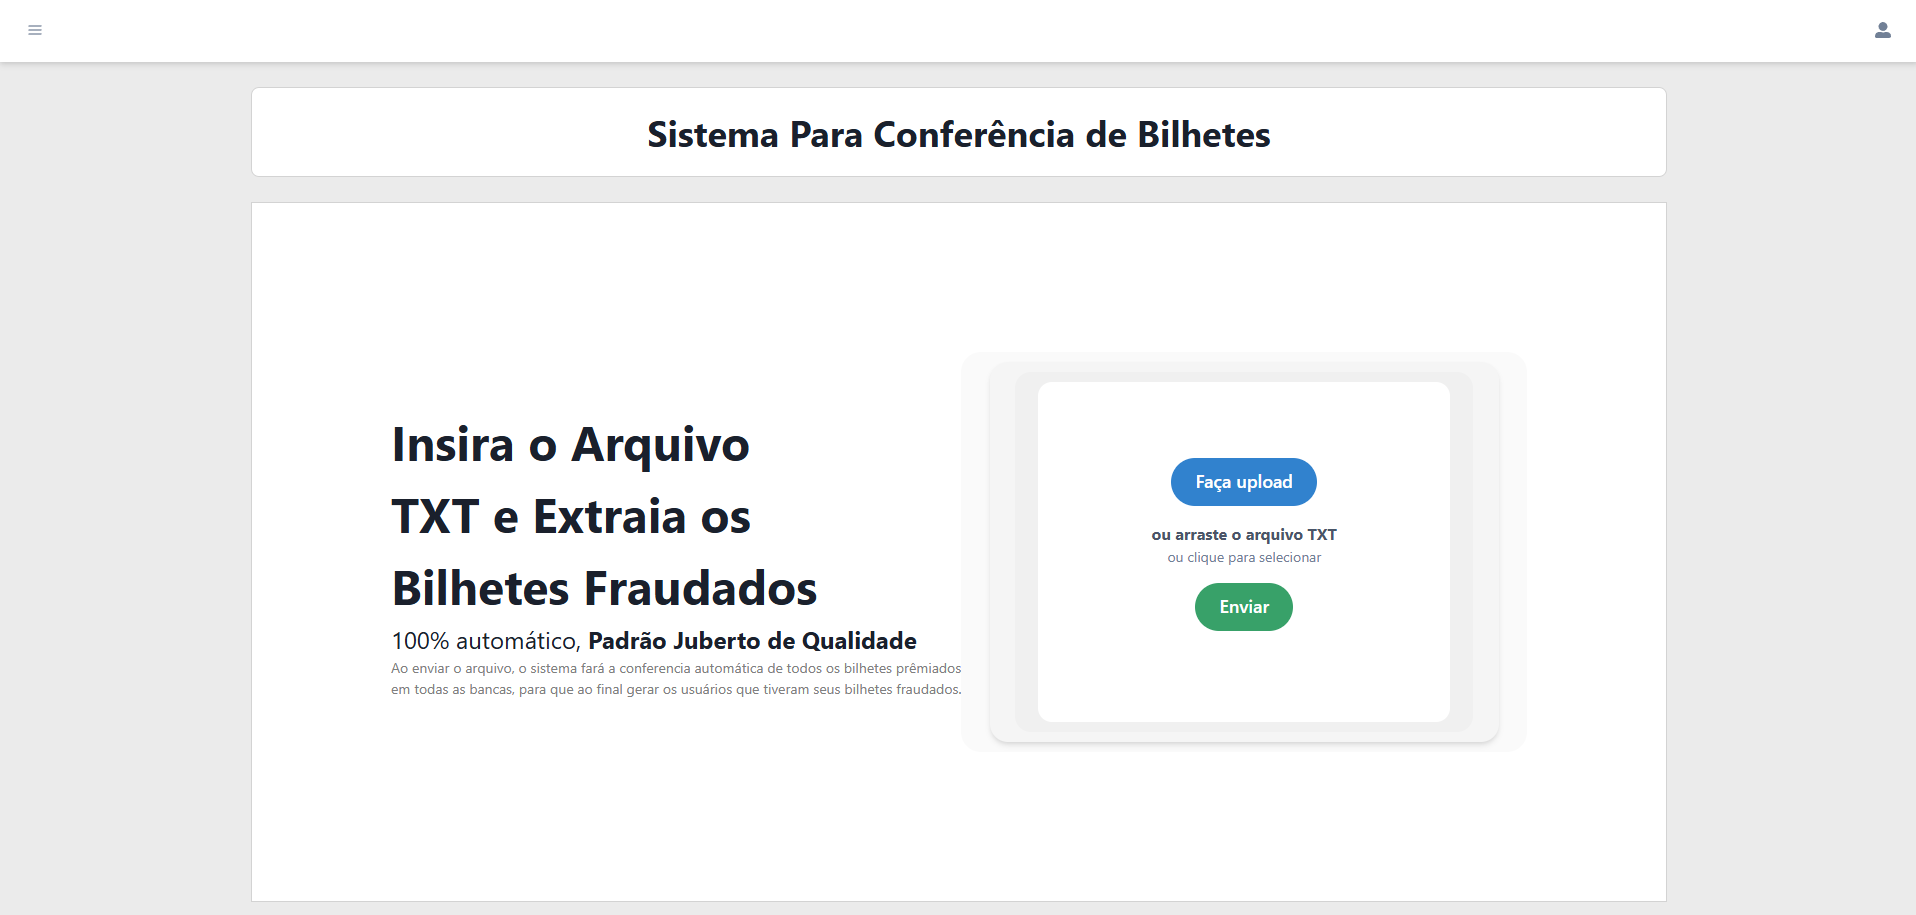 Sistema Para Conferência de Bilhetes
Insira o Arquivo
TXT e Extraia os
Bilhetes Fraudados
100% automático, Padrão Juberto de Qualidade
Ao enviar o arquivo, o sistema fará a conferencia automática de todos os bilhetes prêmiados
em todas as bancas, para que ao final gerar os usuários que tiveram seus bilhetes fraudados.
Faça upload
ou arraste o arquivo TXT
ou clique para selecionar
Enviar